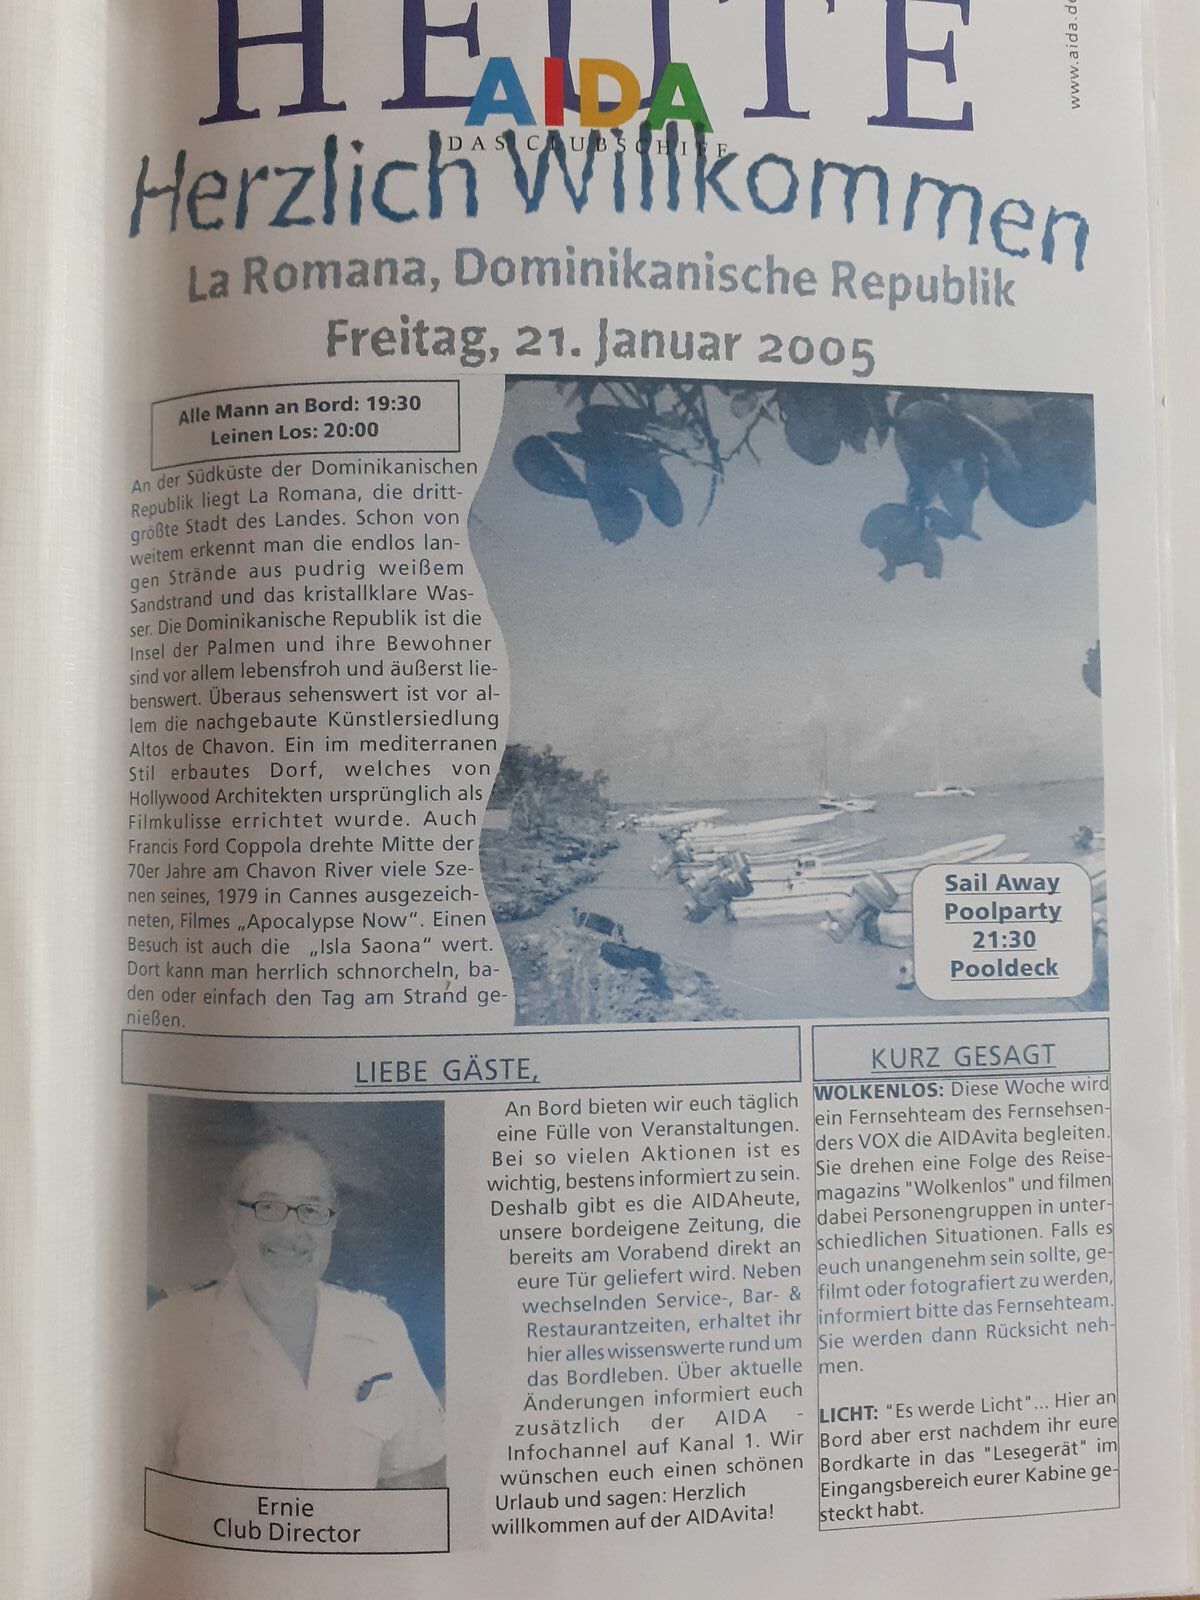 HEUTE
www.aida.de
AIDA
DAS CLUBSCHIFF
Herzlich Willkommen
La Romana, Dominikanische Republik
Freitag, 21. Januar 2005
Alle Mann an Bord: 19:30
Leinen Los: 20:00
An der Südküste der Dominikanischen
Republik liegt La Romana, die dritt-
größte Stadt des Landes. Schon von
weitem erkennt man die endlos lan-
gen Strände aus pudrig weißem
Sandstrand und das kristallklare Was-
ser. Die Dominikanische Republik ist die
Insel der Palmen und ihre Bewohner
sind vor allem lebensfroh und äußerst lie-
benswert. Überaus sehenswert ist vor al-
lem die nachgebaute Künstlersiedlung
Altos de Chavon. Ein im mediterranen
Stil erbautes Dorf, welches von
Hollywood Architekten ursprünglich als
Filmkulisse errichtet wurde. Auch
Francis Ford Coppola drehte Mitte der
70er Jahre am Chavon River viele Sze-
nen seines, 1979 in Cannes ausgezeich-
neten, Filmes „Apocalypse Now“. Einen
Besuch ist auch die „Isla Saona“ wert.
Dort kann man herrlich schnorcheln, ba-
den oder einfach den Tag am Strand ge-
nießen.
Sail Away
Poolparty
21:30
Pooldeck
LIEBE GÄSTE,
An Bord bieten wir euch täglich
eine Fülle von Veranstaltungen.
Bei so vielen Aktionen ist es
wichtig, bestens informiert zu sein.
Deshalb gibt es die AIDAheute,
unsere bordeigene Zeitung, die
bereits am Vorabend direkt an
eure Tür geliefert wird. Neben
wechselnden Service-, Bar- &
Restaurantzeiten, erhaltet ihr
hier alles wissenswerte rund um
das Bordleben. Über aktuelle
Änderungen informiert euch
zusätzlich der AIDA -
Infochannel auf Kanal 1. Wir
wünschen euch einen schönen
Urlaub und sagen: Herzlich
willkommen auf der AIDAvita!
Ernie
Club Director
KURZ GESAGT
WOLKENLOS: Diese Woche wird
ein Fernsehteam des Fernsehsen-
ders VOX die AIDAvita begleiten.
Sie drehen eine Folge des Reise-
magazins "Wolkenlos" und filmen
dabei Personengruppen in unter-
schiedlichen Situationen. Falls es
euch unangenehm sein sollte, ge-
filmt oder fotografiert zu werden,
informiert bitte das Fernsehteam.
Sie werden dann Rücksicht neh-
men.
LICHT: "Es werde Licht"... Hier an
Bord aber erst nachdem ihr eure
Bordkarte in das "Lesegerät" im
Eingangsbereich eurer Kabine ge-
steckt habt.